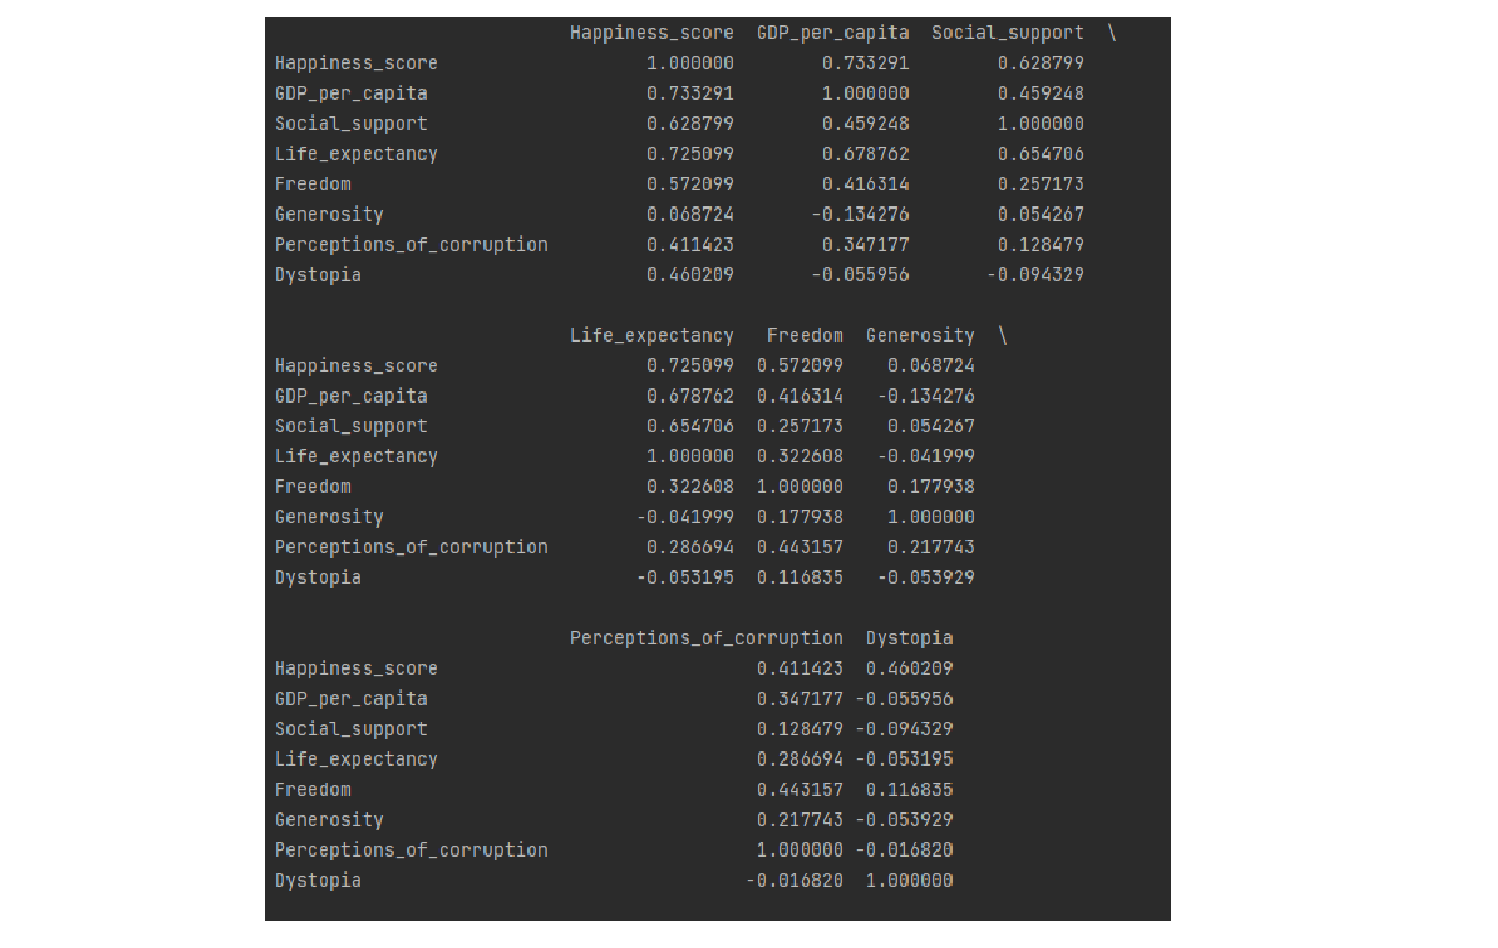 Happiness_score GDP_per_capita Social_support \
Happiness_score 1.000000 0.733291 0.628799
GDP_per_capita 0.733291 1.000000 0.459248
Social_support 0.628799 0.459248 1.000000
Life_expectancy 0.725099 0.678762 0.654706
Freedom 0.572099 0.416314 0.257173
Generosity 0.068724 -0.134276 0.054267
Perceptions_of_corruption 0.411423 0.347177 0.128479
Dystopia 0.460209 -0.055956 -0.094329
Life_expectancy Freedom Generosity \
Happiness_score 0.725099 0.572099 0.068724
GDP_per_capita 0.678762 0.416314 -0.134276
Social_support 0.654706 0.257173 0.054267
Life_expectancy 1.000000 0.322608 -0.041999
Freedom 0.322608 1.000000 0.177938
Generosity -0.041999 0.177938 1.000000
Perceptions_of_corruption 0.286694 0.443157 0.217743
Dystopia -0.053195 0.116835 -0.053929
Perceptions_of_corruption Dystopia
Happiness_score 0.411423 0.460209
GDP_per_capita 0.347177 -0.055956
Social_support 0.128479 -0.094329
Life_expectancy 0.286694 -0.053195
Freedom 0.443157 0.116835
Generosity 0.217743 -0.053929
Perceptions_of_corruption 1.000000 -0.016820
Dystopia -0.016820 1.000000